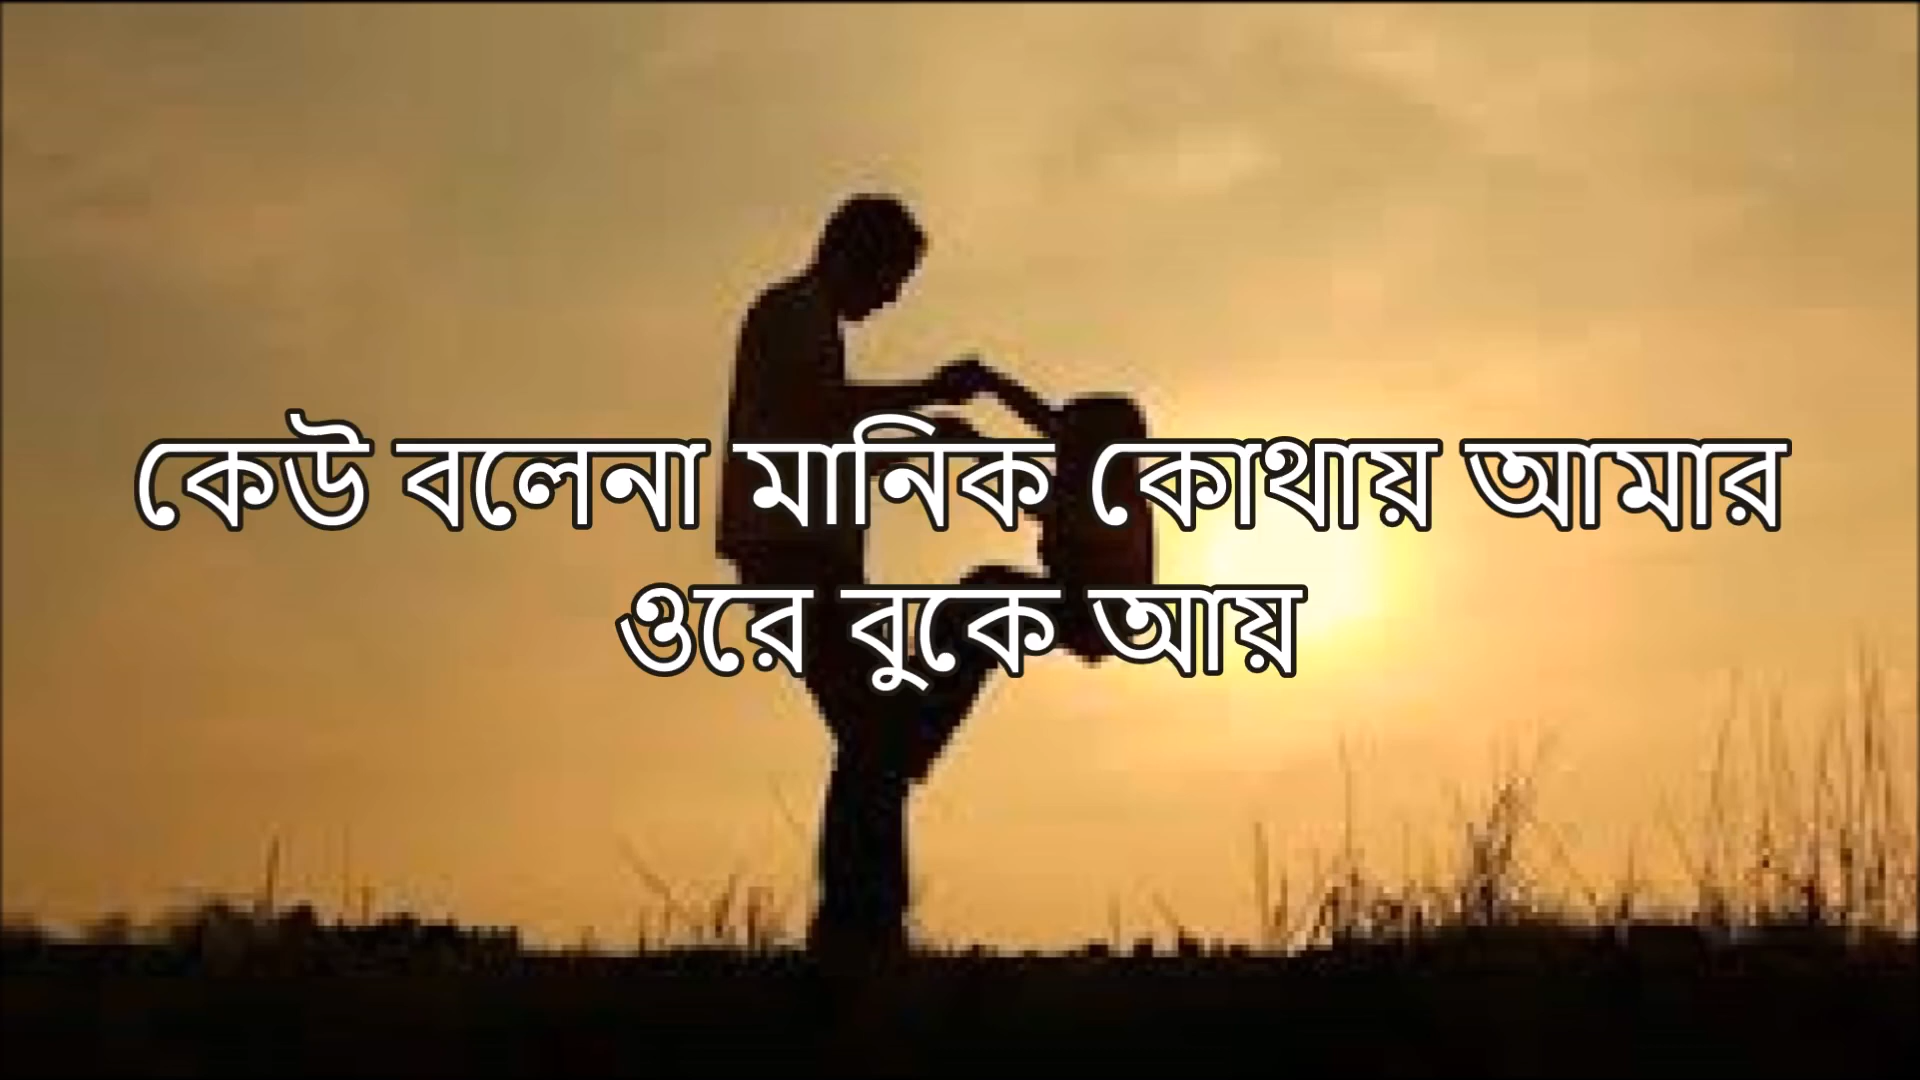 কেউ বলেনা মানিক কোথায় আমার
ওরে বুকে আয়